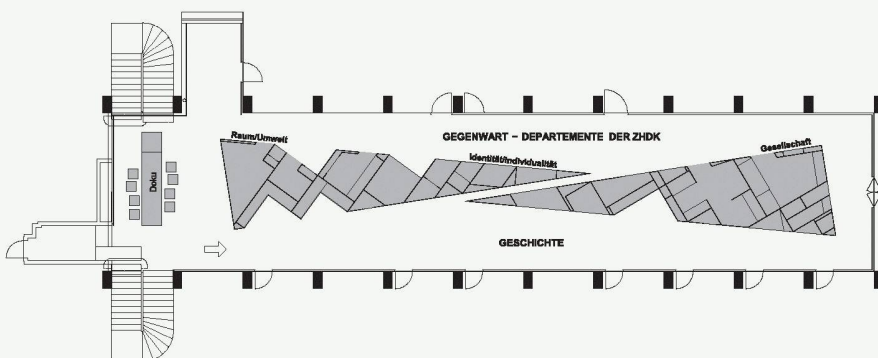 GEGENWART – DEPARTEMENTE DER ZHDK
Raum/Umwelt
Identität/Individualität
Gesellschaft
Doku
GESCHICHTE